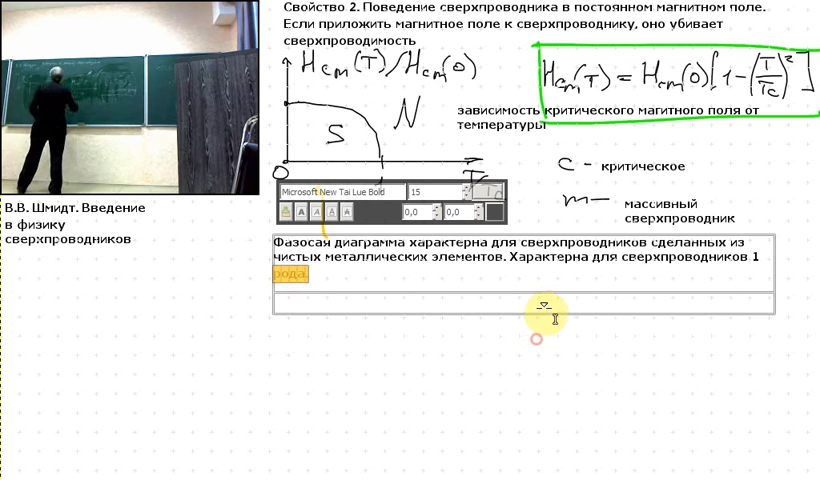 Свойство 2. Поведение сверхпроводника в постоянном магнитном поле.
Если приложить магнитное поле к сверхпроводнику, оно убивает
сверхпроводимость
Hcm(T)/Hcm(0)
Hcm(T) = Hcm(0)[1-(T/Tc)²]
N
S
зависимость критического магитного поля от
температуры
0
1
T
c - критическое
m — массивный
сверхпроводник
Microsoft New Tai Lue Bold
15
A A A A
0,0
0,0
В.В. Шмидт. Введение
в физику
сверхпроводников
Фазосая диаграмма характерна для сверхпроводников сделанных из
чистых металлических элементов. Характерна для сверхпроводников 1
рода.